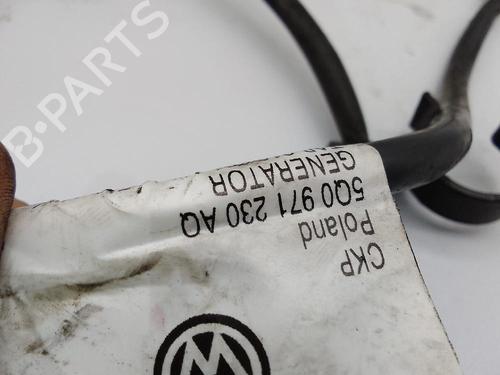 GENERATOR
5Q0 971 230 AQ
Poland
CKP
B-PARTS